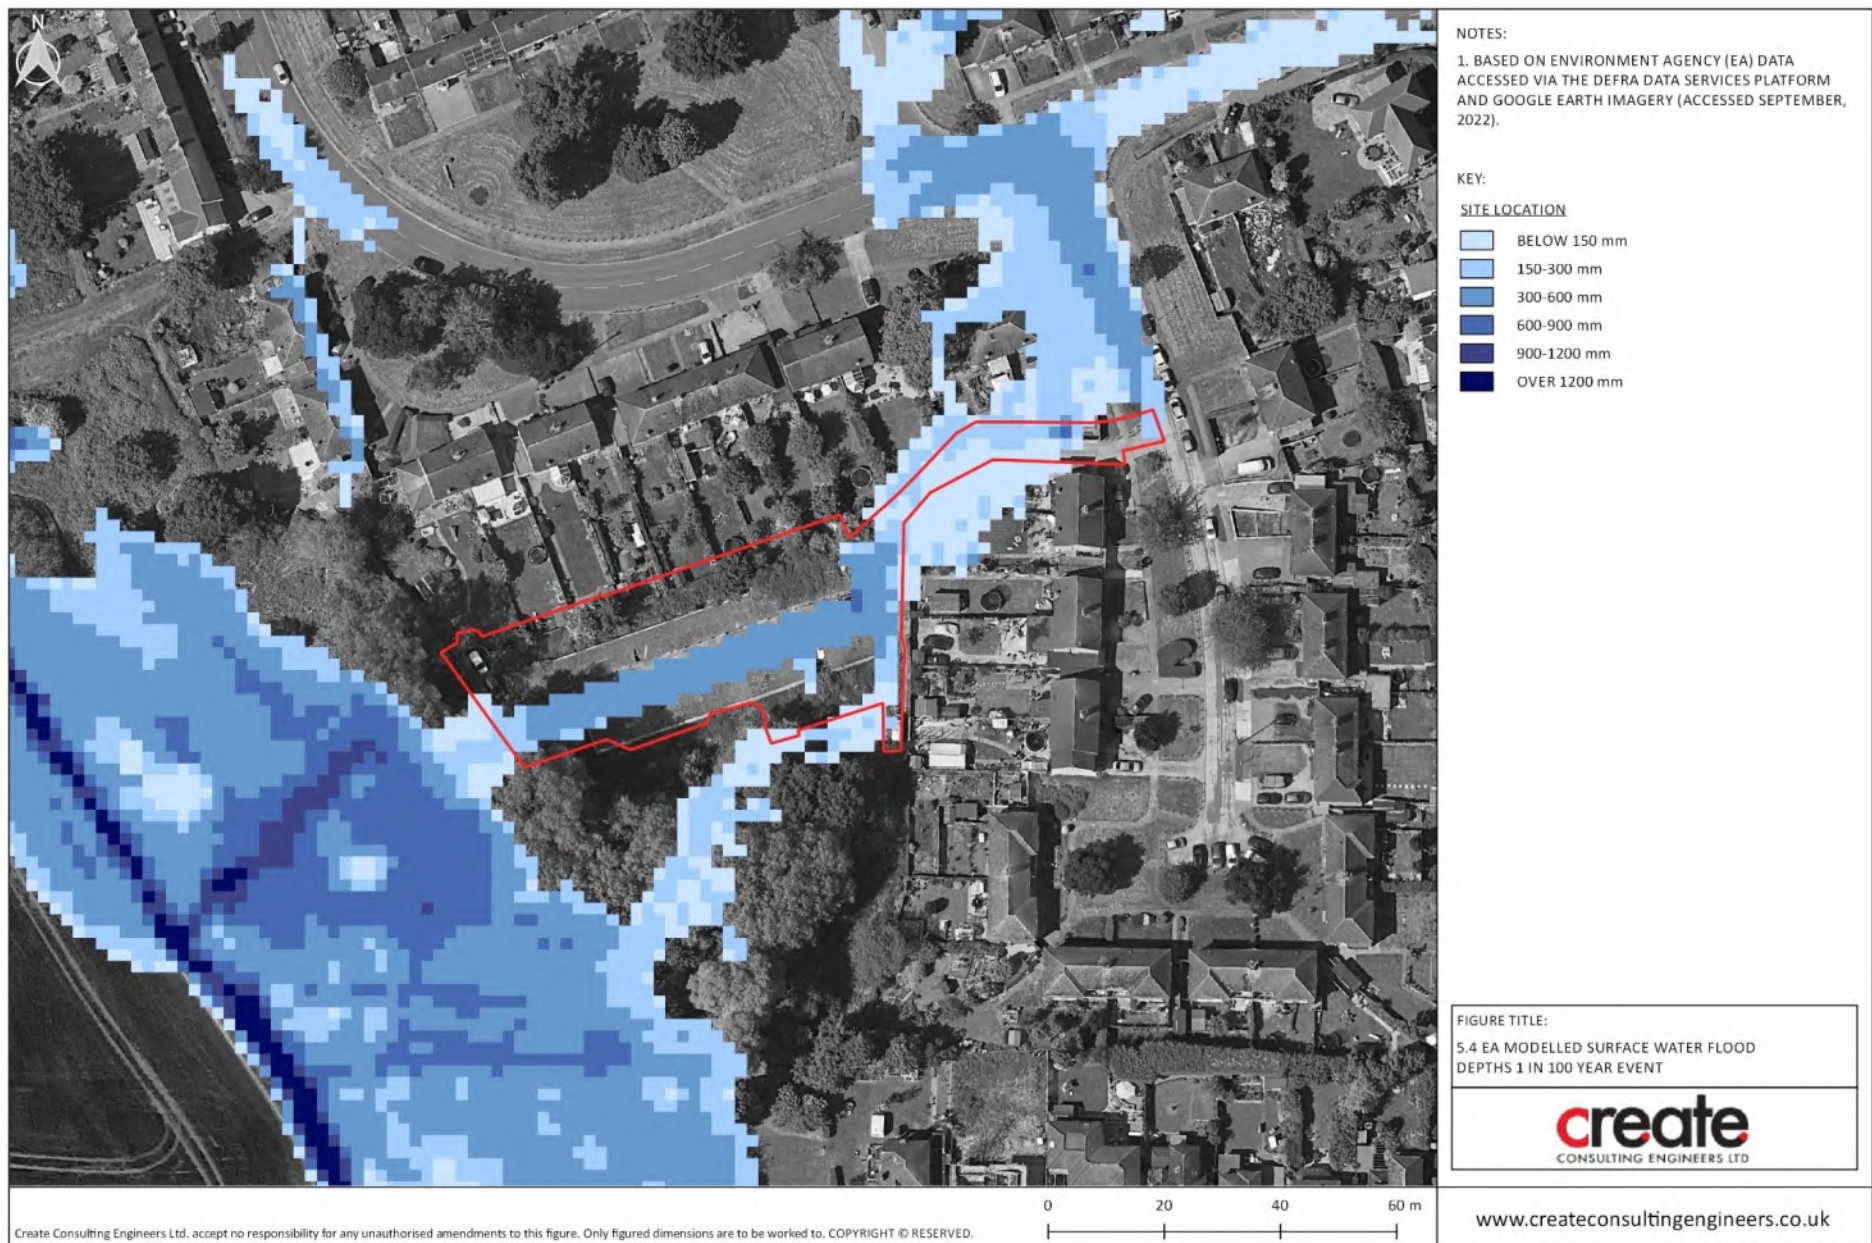 N
NOTES:
1. BASED ON ENVIRONMENT AGENCY (EA) DATA
ACCESSED VIA THE DEFRA DATA SERVICES PLATFORM
AND GOOGLE EARTH IMAGERY (ACCESSED SEPTEMBER,
2022).
KEY:
SITE LOCATION
BELOW 150 mm
150-300 mm
300-600 mm
600-900 mm
900-1200 mm
OVER 1200 mm
FIGURE TITLE:
5.4 EA MODELLED SURFACE WATER FLOOD
DEPTHS 1 IN 100 YEAR EVENT
create
CONSULTING ENGINEERS LTD
www.createconsultingengineers.co.uk
0 20 40 60 m
Create Consulting Engineers Ltd. accept no responsibility for any unauthorised amendments to this figure. Only figured dimensions are to be worked to. COPYRIGHT © RESERVED.